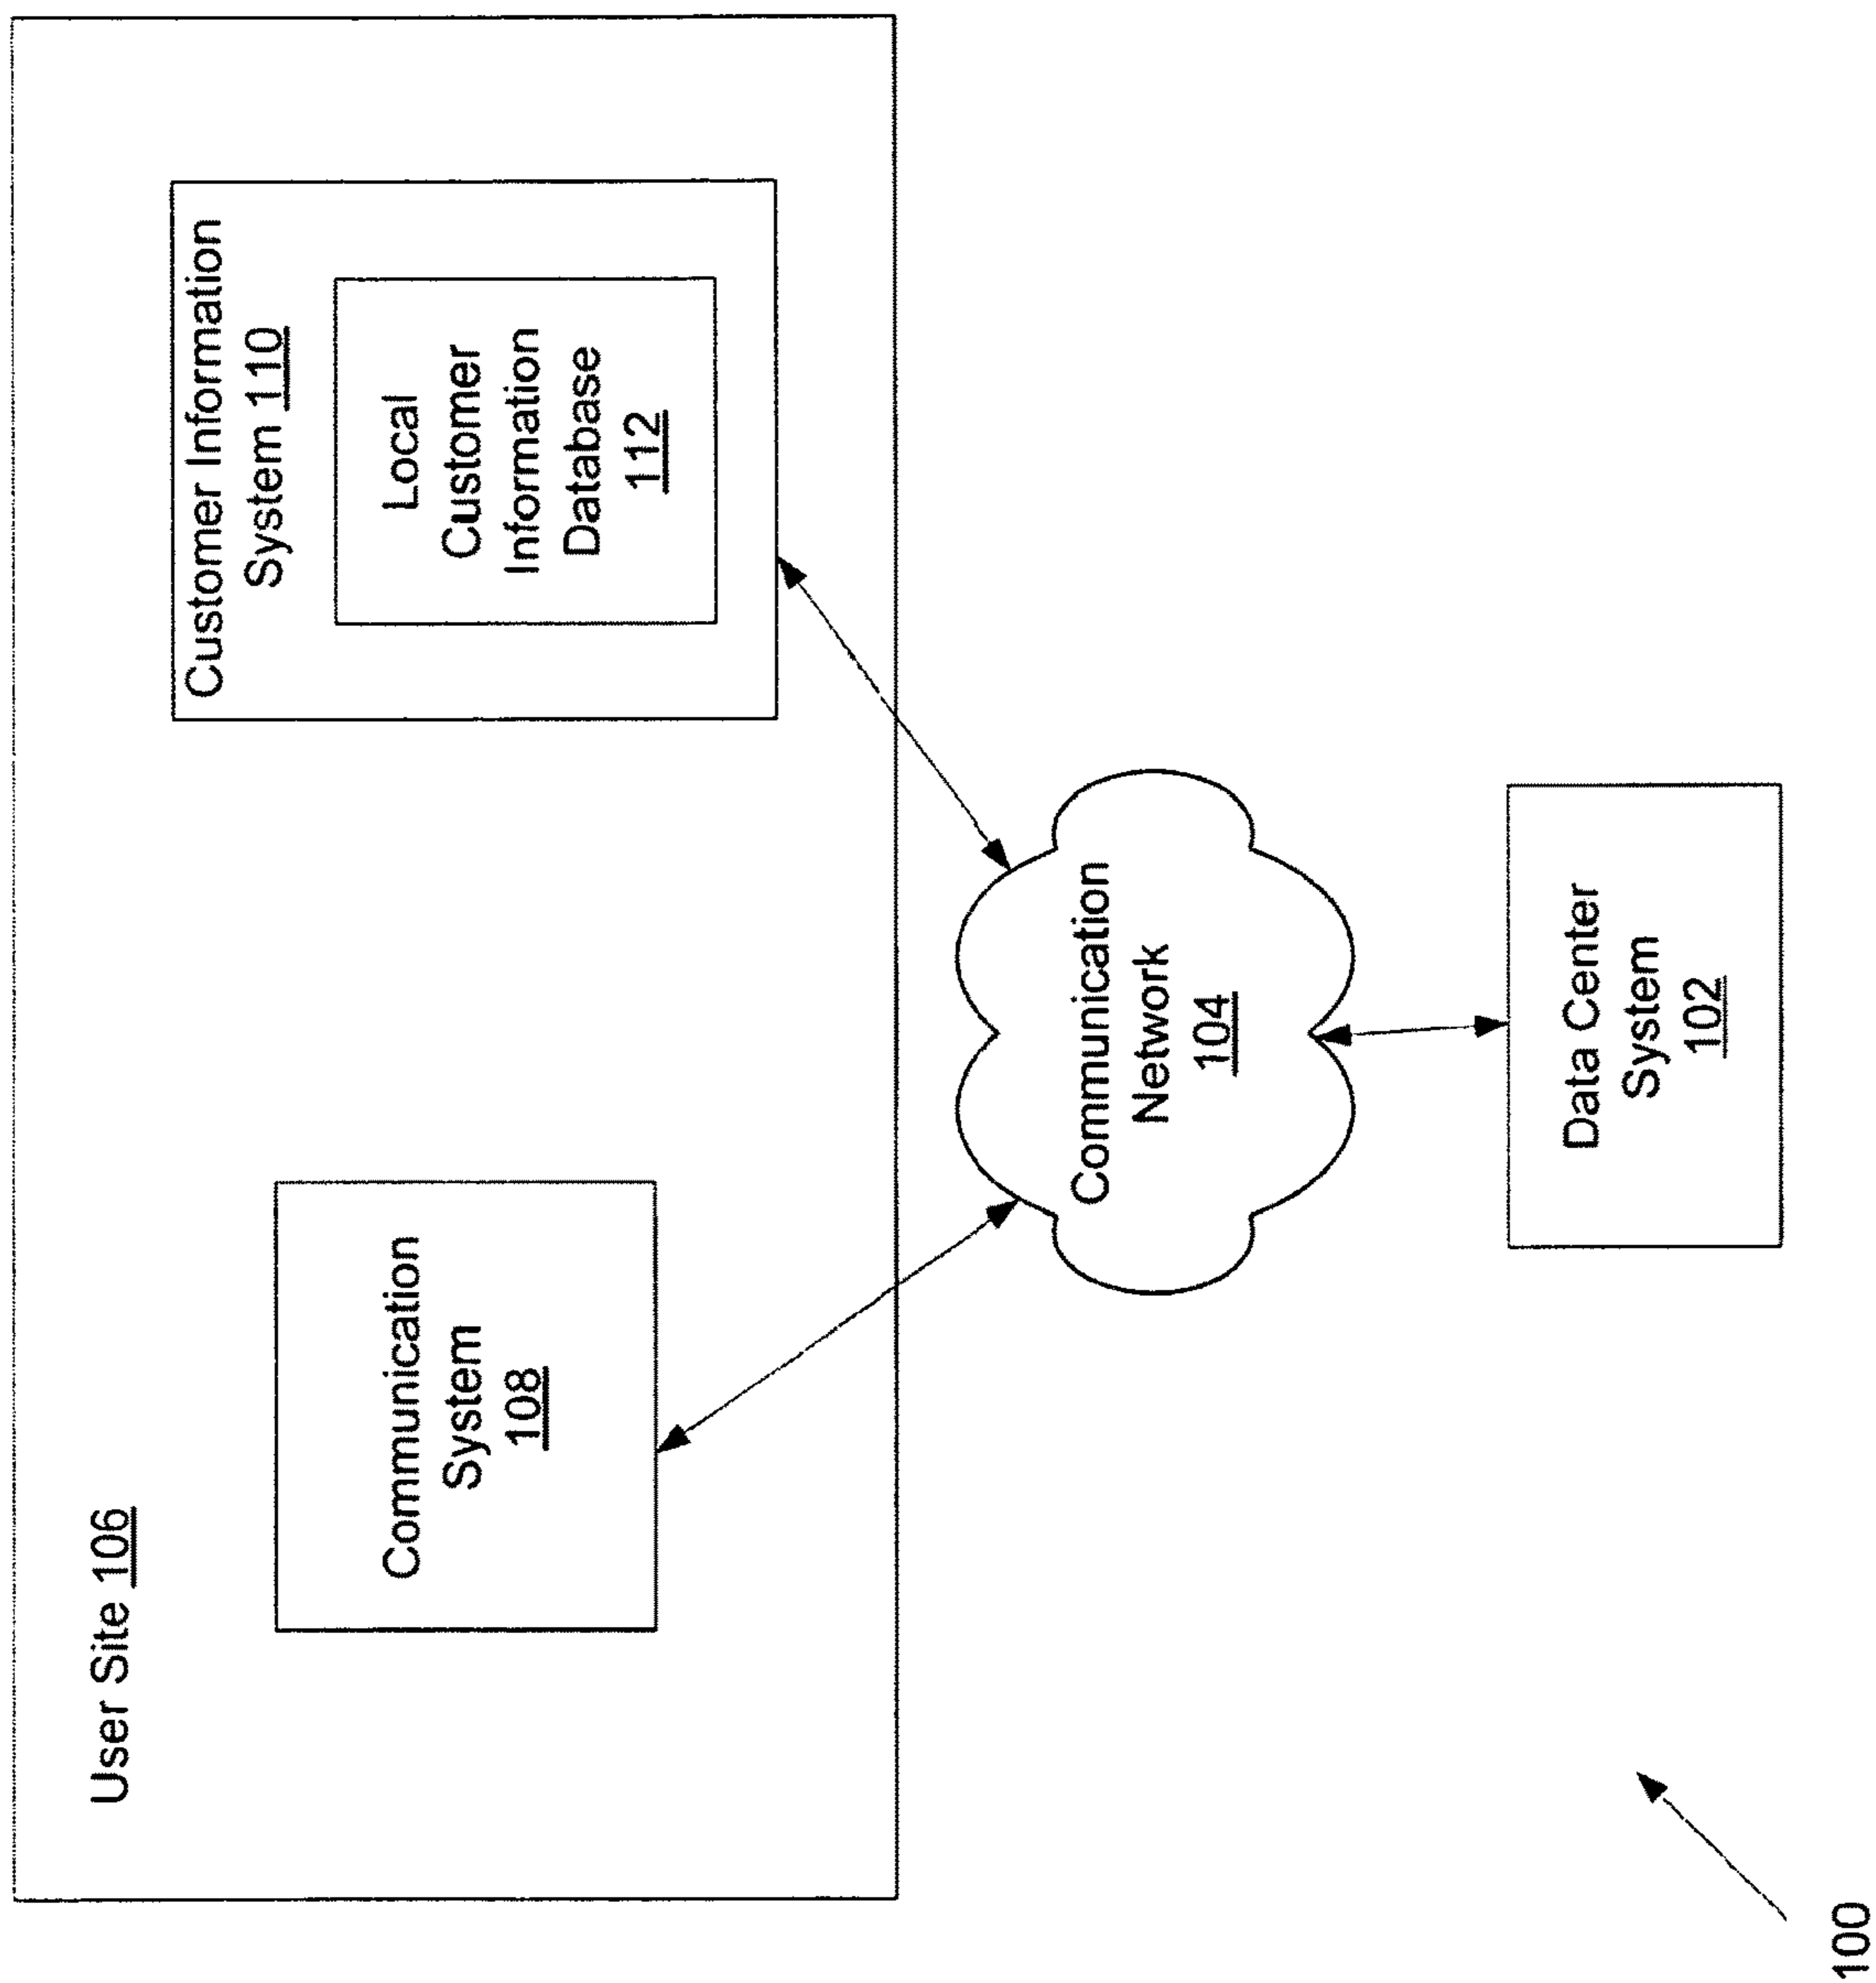 User Site 106
Communication
System
108
Customer Information
System 110
Local
Customer
Information
Database
112
Communication
Network
104
Data Center
System
102
100